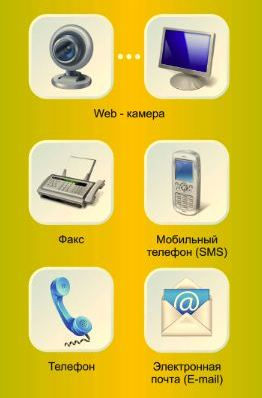 Web - камера
Факс
Мобильный
телефон (SMS)
Телефон
@
Электронная
почта (E-mail)